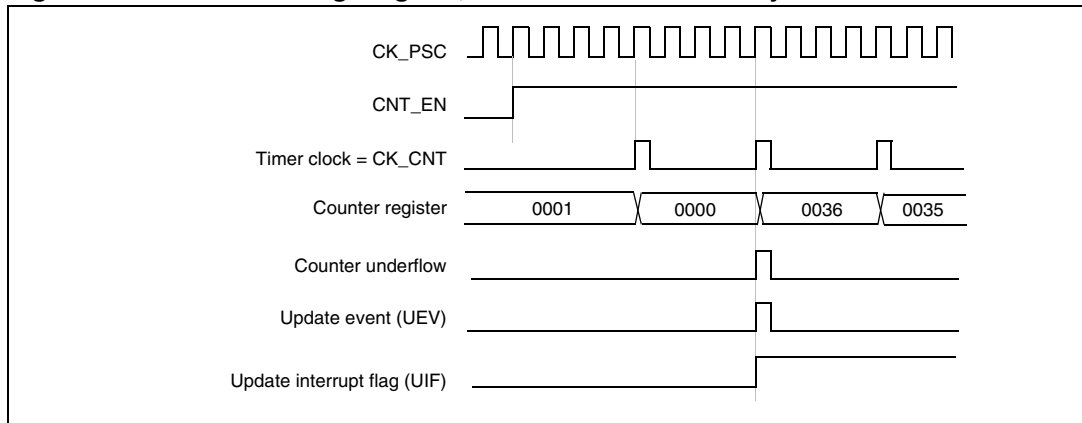 CK_PSC
CNT_EN
Timer clock = CK_CNT
Counter register 0001 0000 0036 0035
Counter underflow
Update event (UEV)
Update interrupt flag (UIF)